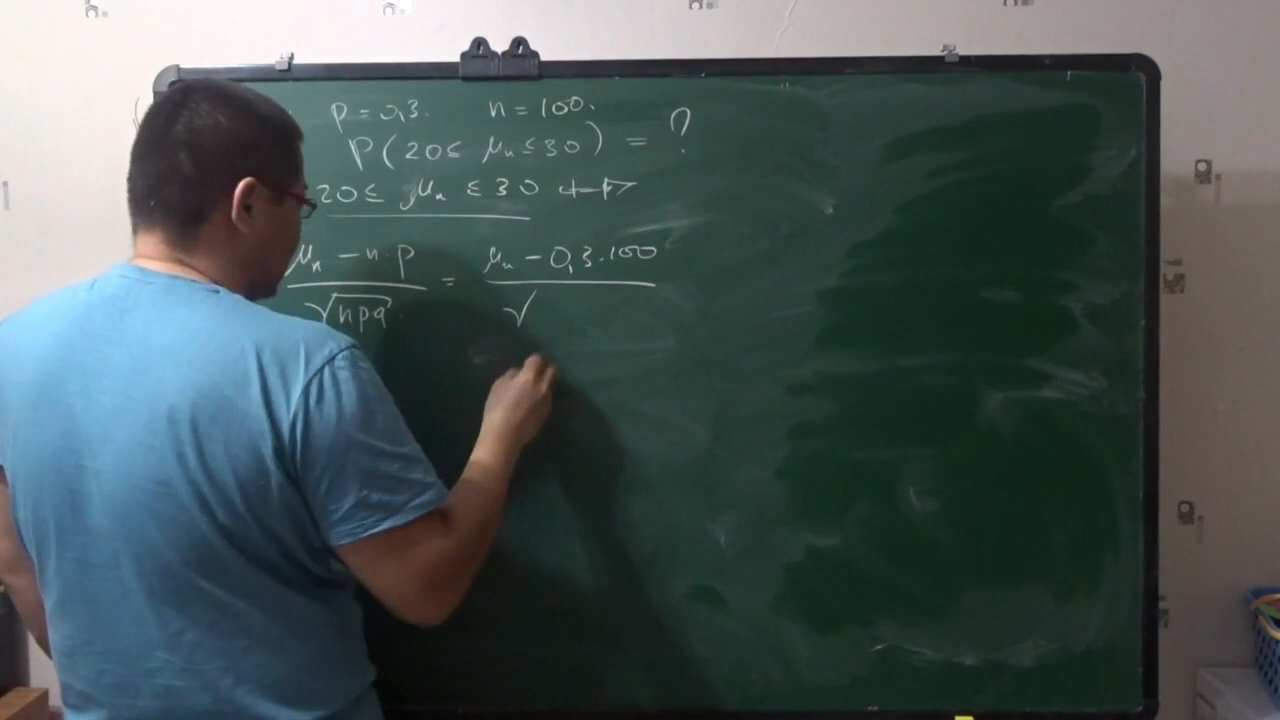 p = 0,3. n = 100.
P(20 ≤ μₙ ≤ 30) = ?
20 ≤ μₙ ≤ 30 ⟷
(μₙ − n·p)/√(npq) = (μₙ − 0,3·100)/√